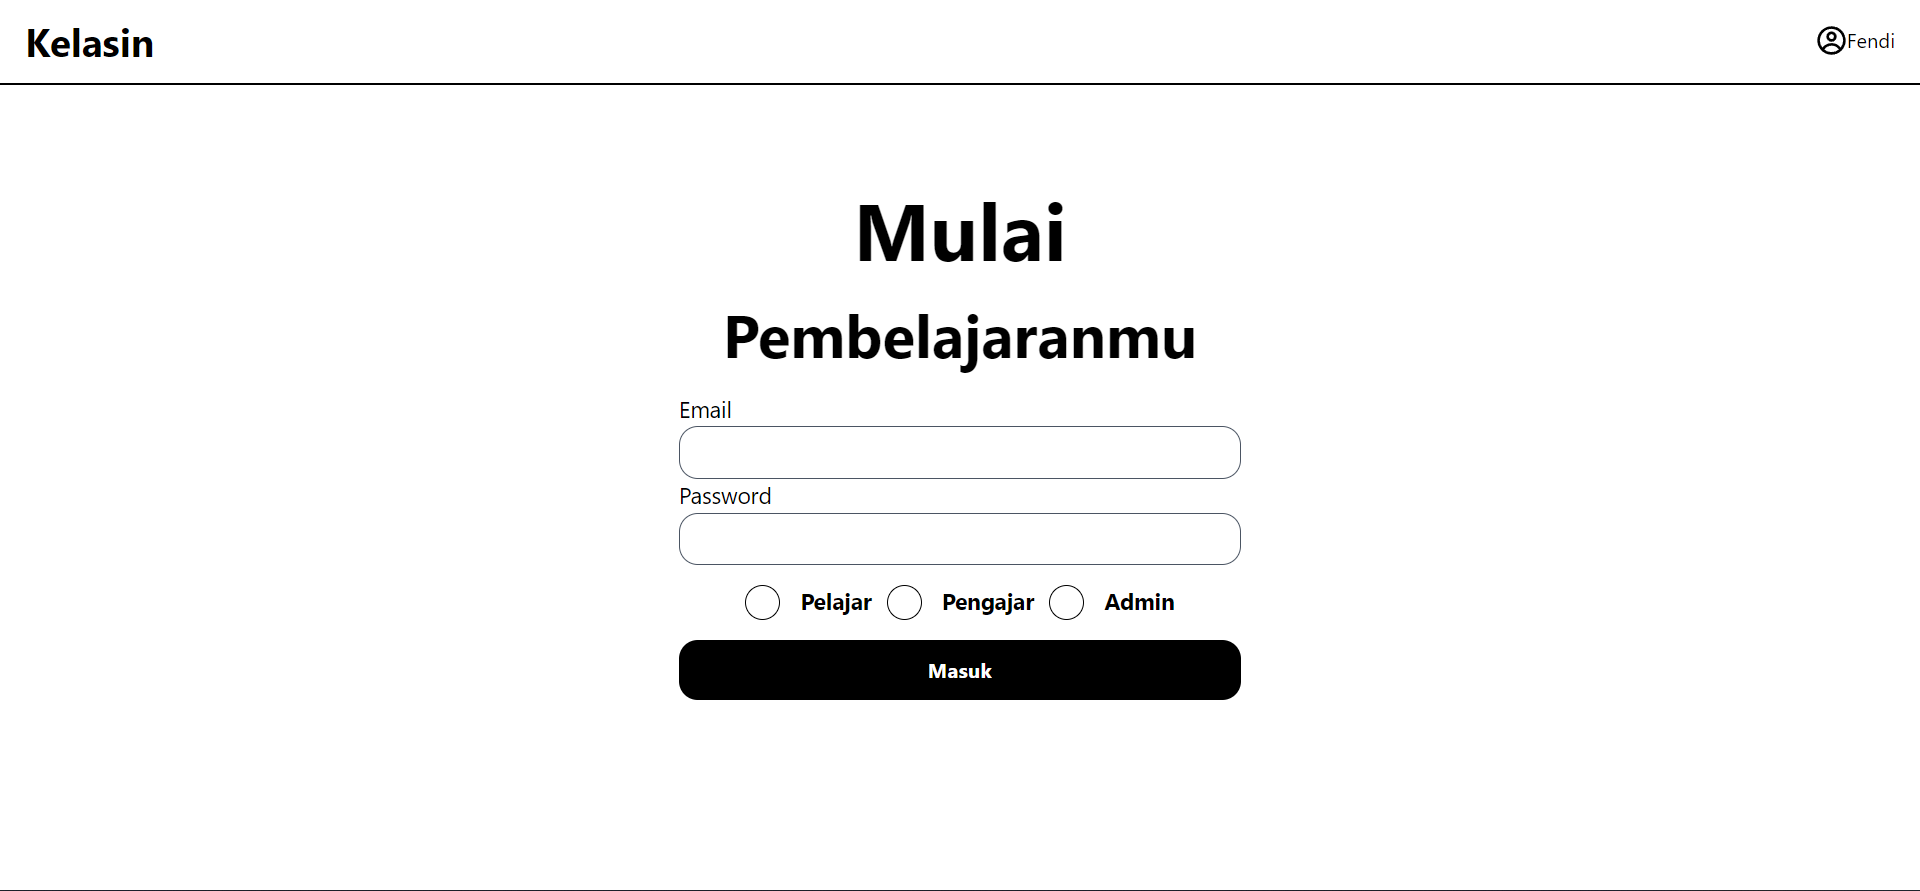 Kelasin
Fendi
Mulai
Pembelajaranmu
Email
Password
Pelajar Pengajar Admin
Masuk